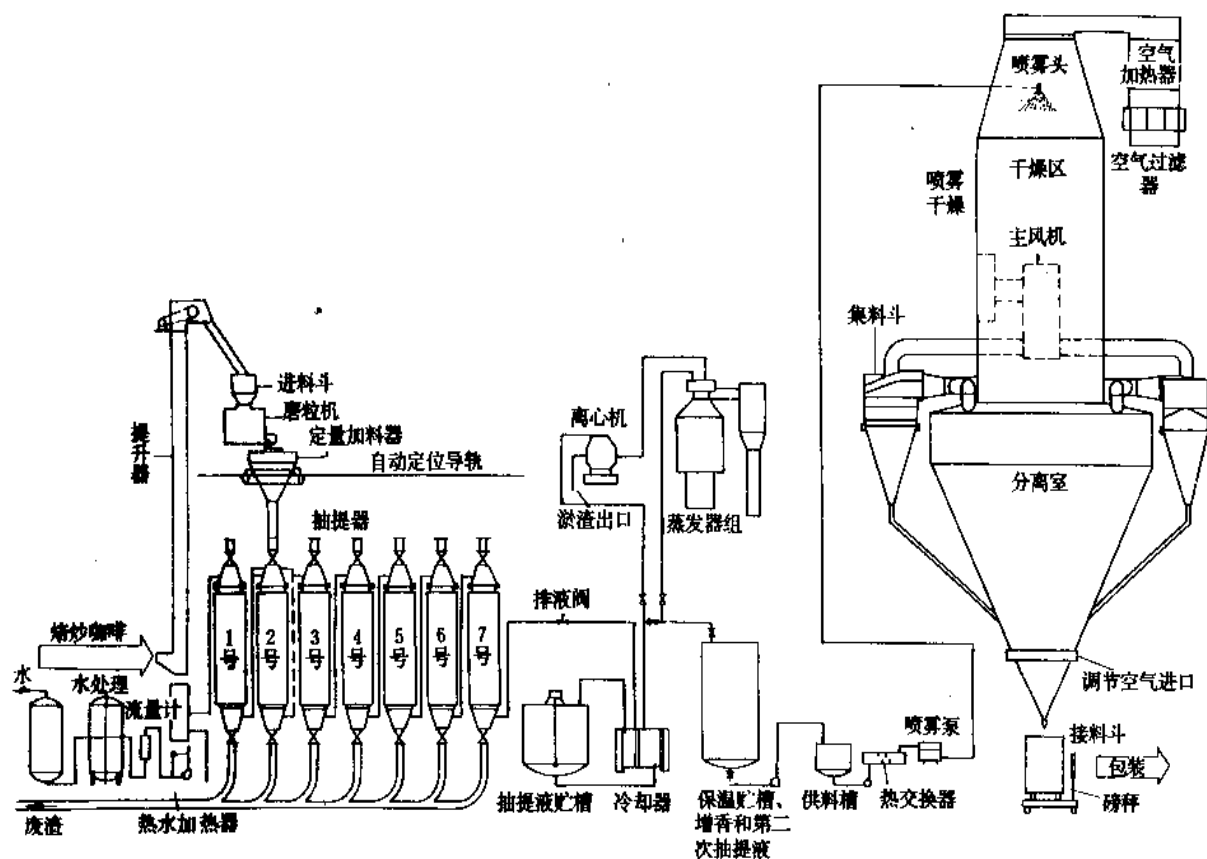 喷雾头
空气
加热器
空气过滤
器
干燥区
喷雾
干燥
主风机
集料斗
分离室
调节空气进口
接料斗
包装
磅秤
进料斗
磨粒机
定量加料器
自动定位导轨
提
升
器
抽提器
离心机
淤渣出口
蒸发器组
排液阀
焙炒咖啡
水
水处理
流量计
1
号
2
号
3
号
4
号
5
号
6
号
7
号
废渣
热水加热器
抽提液贮槽
冷却器
保温贮槽、
增香和第二
次抽提液
供料槽
热交换器
喷雾泵